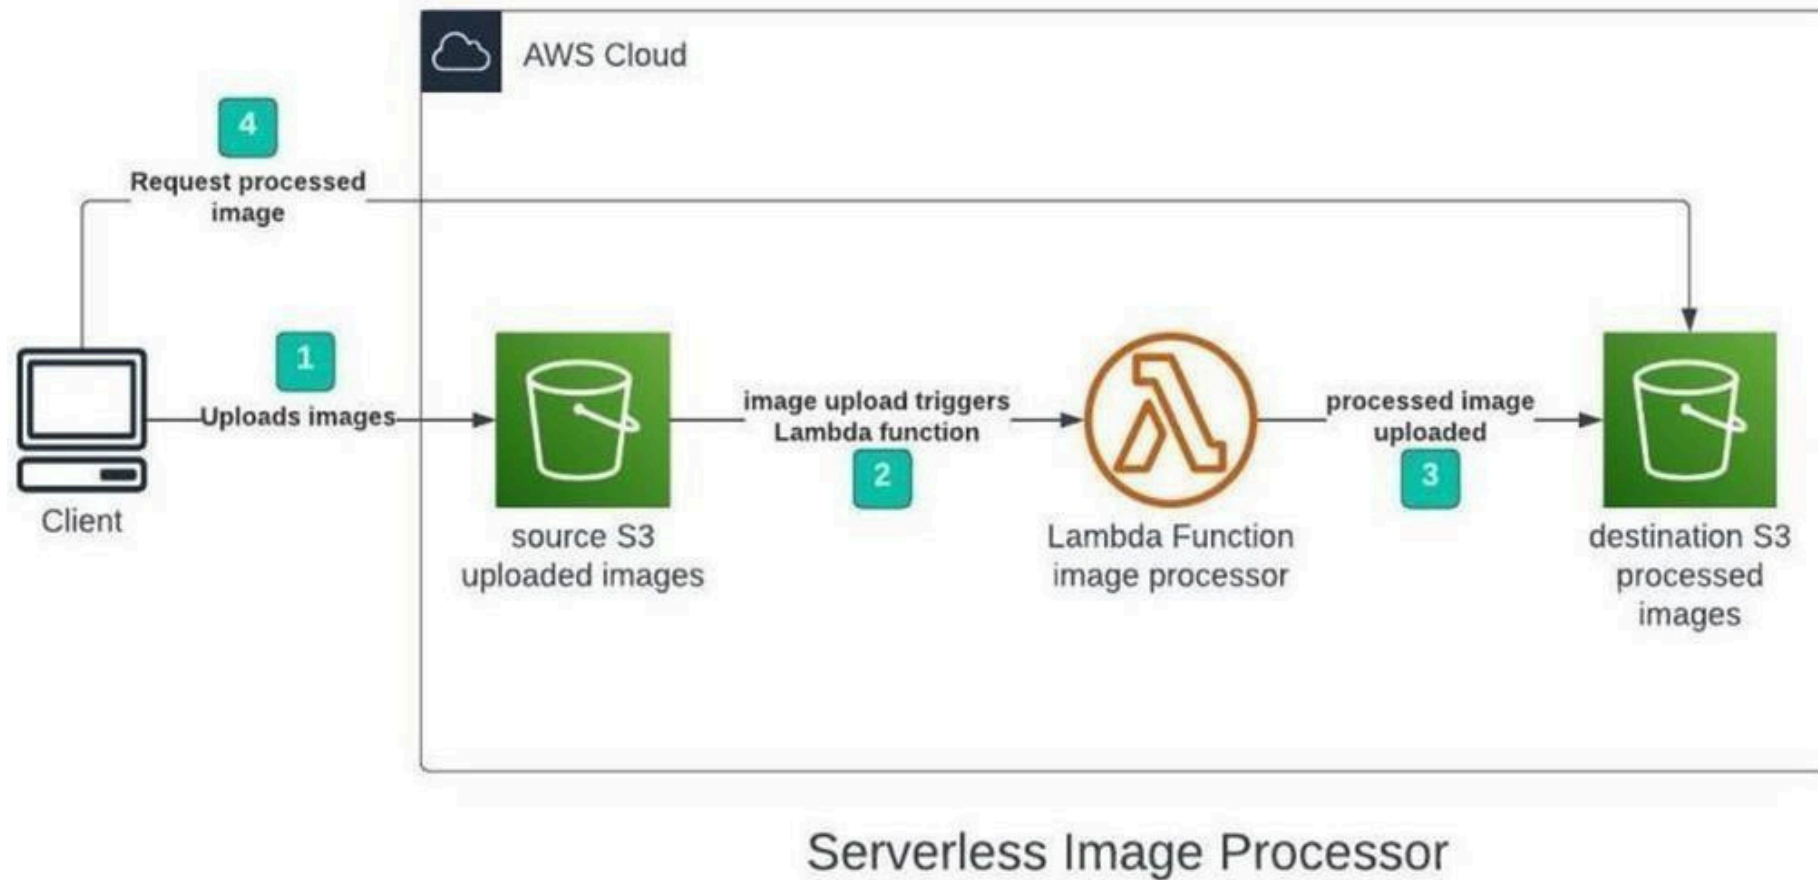 AWS Cloud
4
Request processed
image
1
Uploads images
image upload triggers
Lambda function
2
processed image
uploaded
3
Client
source S3
uploaded images
Lambda Function
image processor
destination S3
processed
images
Serverless Image Processor